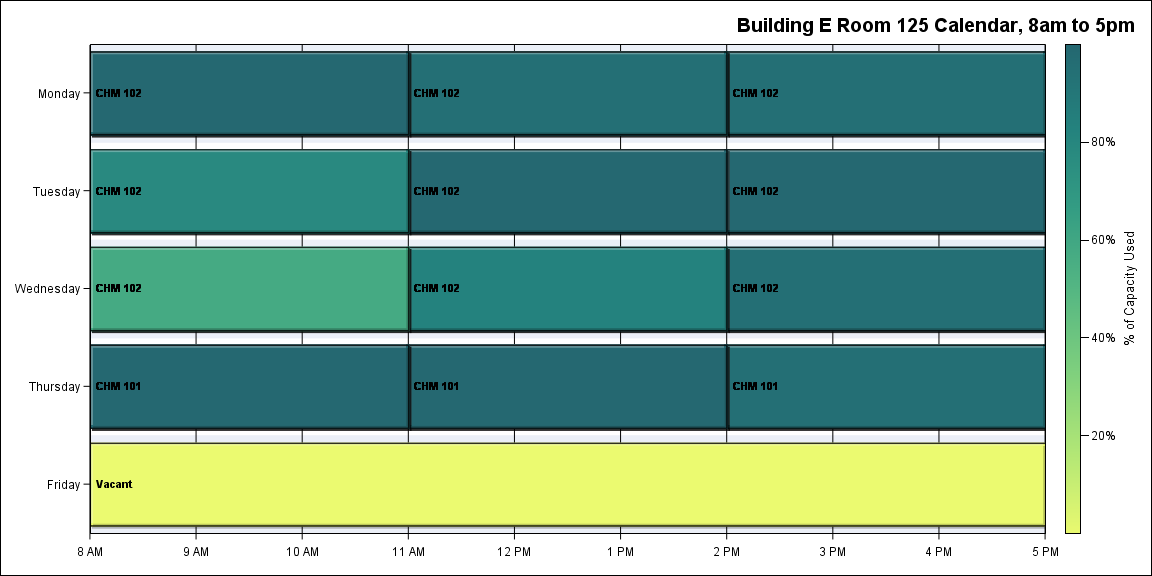 Building E Room 125 Calendar, 8am to 5pm
Monday
CHM 102
CHM 102
CHM 102
Tuesday
CHM 102
CHM 102
CHM 102
Wednesday
CHM 102
CHM 102
CHM 102
Thursday
CHM 101
CHM 101
CHM 101
Friday
Vacant
8 AM
9 AM
10 AM
11 AM
12 PM
1 PM
2 PM
3 PM
4 PM
5 PM
80%
60%
40%
20%
% of Capacity Used